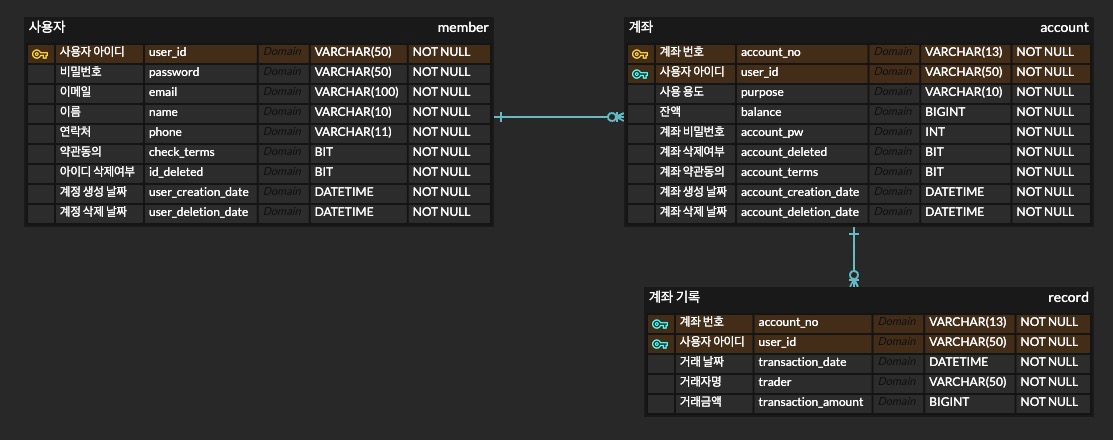 사용자 member
사용자 아이디 user_id Domain VARCHAR(50) NOT NULL
비밀번호 password Domain VARCHAR(50) NOT NULL
이메일 email Domain VARCHAR(100) NOT NULL
이름 name Domain VARCHAR(10) NOT NULL
연락처 phone Domain VARCHAR(11) NOT NULL
약관동의 check_terms Domain BIT NOT NULL
아이디 삭제여부 id_deleted Domain BIT NOT NULL
계정 생성 날짜 user_creation_date Domain DATETIME NOT NULL
계정 삭제 날짜 user_deletion_date Domain DATETIME NOT NULL
계좌 account
계좌 번호 account_no Domain VARCHAR(13) NOT NULL
사용자 아이디 user_id Domain VARCHAR(50) NOT NULL
사용 용도 purpose Domain VARCHAR(10) NOT NULL
잔액 balance Domain BIGINT NOT NULL
계좌 비밀번호 account_pw Domain INT NOT NULL
계좌 삭제여부 account_deleted Domain BIT NOT NULL
계좌 약관동의 account_terms Domain BIT NOT NULL
계좌 생성 날짜 account_creation_date Domain DATETIME NOT NULL
계좌 삭제 날짜 account_deletion_date Domain DATETIME NOT NULL
계좌 기록 record
계좌 번호 account_no Domain VARCHAR(13) NOT NULL
사용자 아이디 user_id Domain VARCHAR(50) NOT NULL
거래 날짜 transaction_date Domain DATETIME NOT NULL
거래자명 trader Domain VARCHAR(50) NOT NULL
거래금액 transaction_amount Domain BIGINT NOT NULL